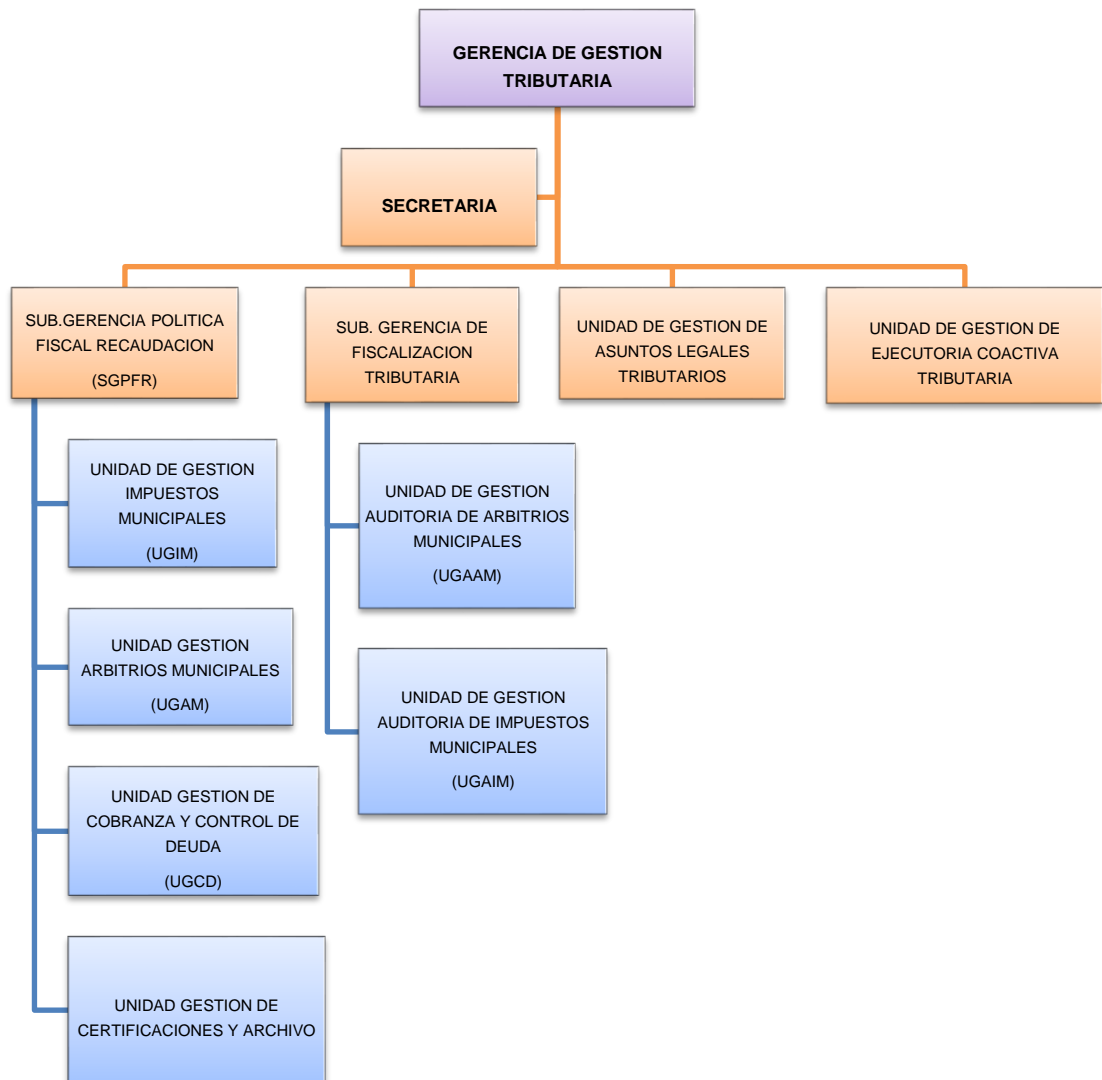 GERENCIA DE GESTION
TRIBUTARIA
SECRETARIA
SUB.GERENCIA POLITICA
FISCAL RECAUDACION
(SGPFR)
SUB. GERENCIA DE
FISCALIZACION
TRIBUTARIA
UNIDAD DE GESTION DE
ASUNTOS LEGALES
TRIBUTARIOS
UNIDAD DE GESTION DE
EJECUTORIA COACTIVA
TRIBUTARIA
UNIDAD DE GESTION
IMPUESTOS
MUNICIPALES
(UGIM)
UNIDAD GESTION
ARBITRIOS MUNICIPALES
(UGAM)
UNIDAD GESTION DE
COBRANZA Y CONTROL DE
DEUDA
(UGCD)
UNIDAD GESTION DE
CERTIFICACIONES Y ARCHIVO
UNIDAD DE GESTION
AUDITORIA DE ARBITRIOS
MUNICIPALES
(UGAAM)
UNIDAD DE GESTION
AUDITORIA DE IMPUESTOS
MUNICIPALES
(UGAIM)